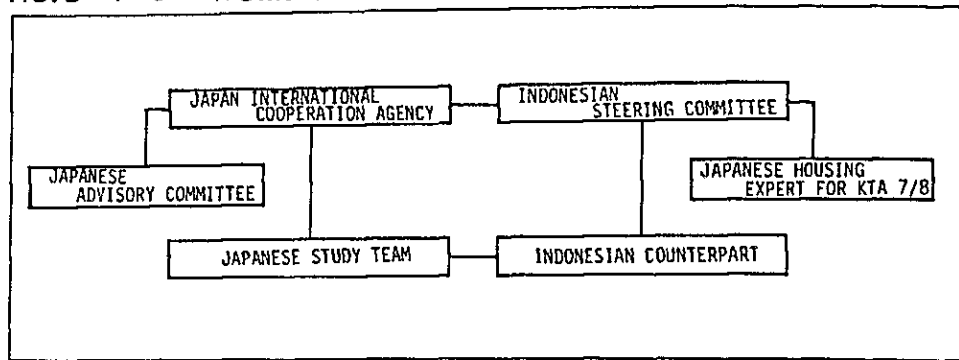 JAPAN INTERNATIONAL
COOPERATION AGENCY
INDONESIAN
STEERING COMMITTEE
JAPANESE
ADVISORY COMMITTEE
JAPANESE HOUSING
EXPERT FOR KTA 7/8
JAPANESE STUDY TEAM
INDONESIAN COUNTERPART